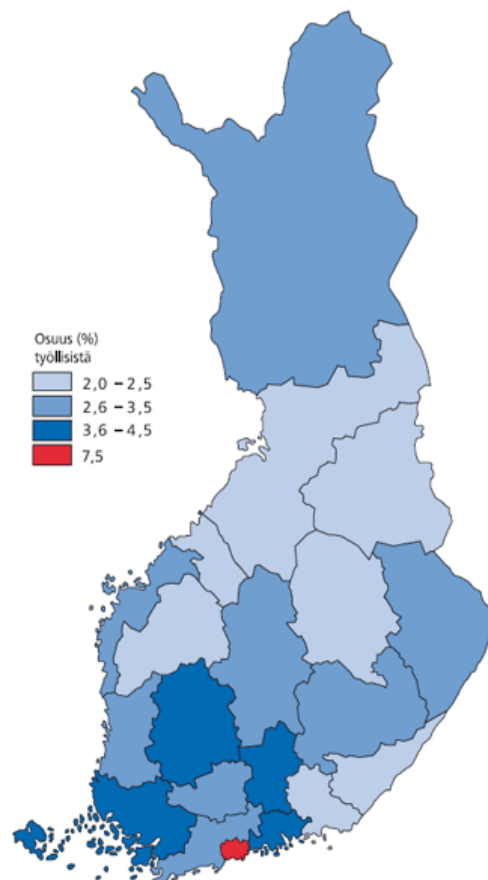 Osuus (%)
työllisistä
2,0 – 2,5
2,6 – 3,5
3,6 – 4,5
7,5